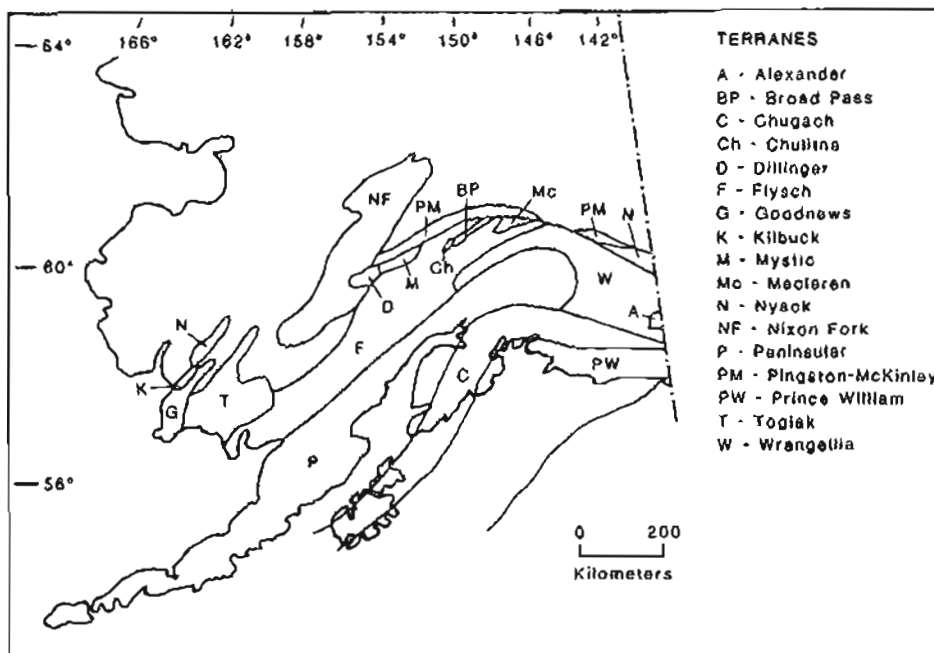 166° 162° 158° 154° 150° 146° 142°
64°
60°
56°
NF
PM
BP
Mc
PM
N
Ch
M
D
W
A
F
N
K
G
T
C
PW
P
0 200
Kilometers
TERRANES
A - Alexander
BP - Broad Pass
C - Chugach
Ch - Chulitna
D - Dillinger
F - Flysch
G - Goodnews
K - Kilbuck
M - Mystic
Mc - Maclaren
N - Nyack
NF - Nixon Fork
P - Peninsular
PM - Pingston-McKinley
PW - Prince William
T - Togiak
W - Wrangellia